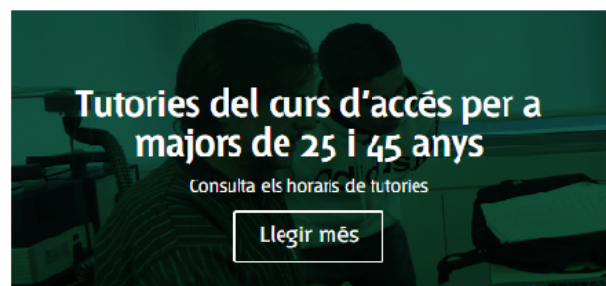 Tutories del curs d'accés per a
majors de 25 i 45 anys
Consulta els horaris de tutories
Llegir més